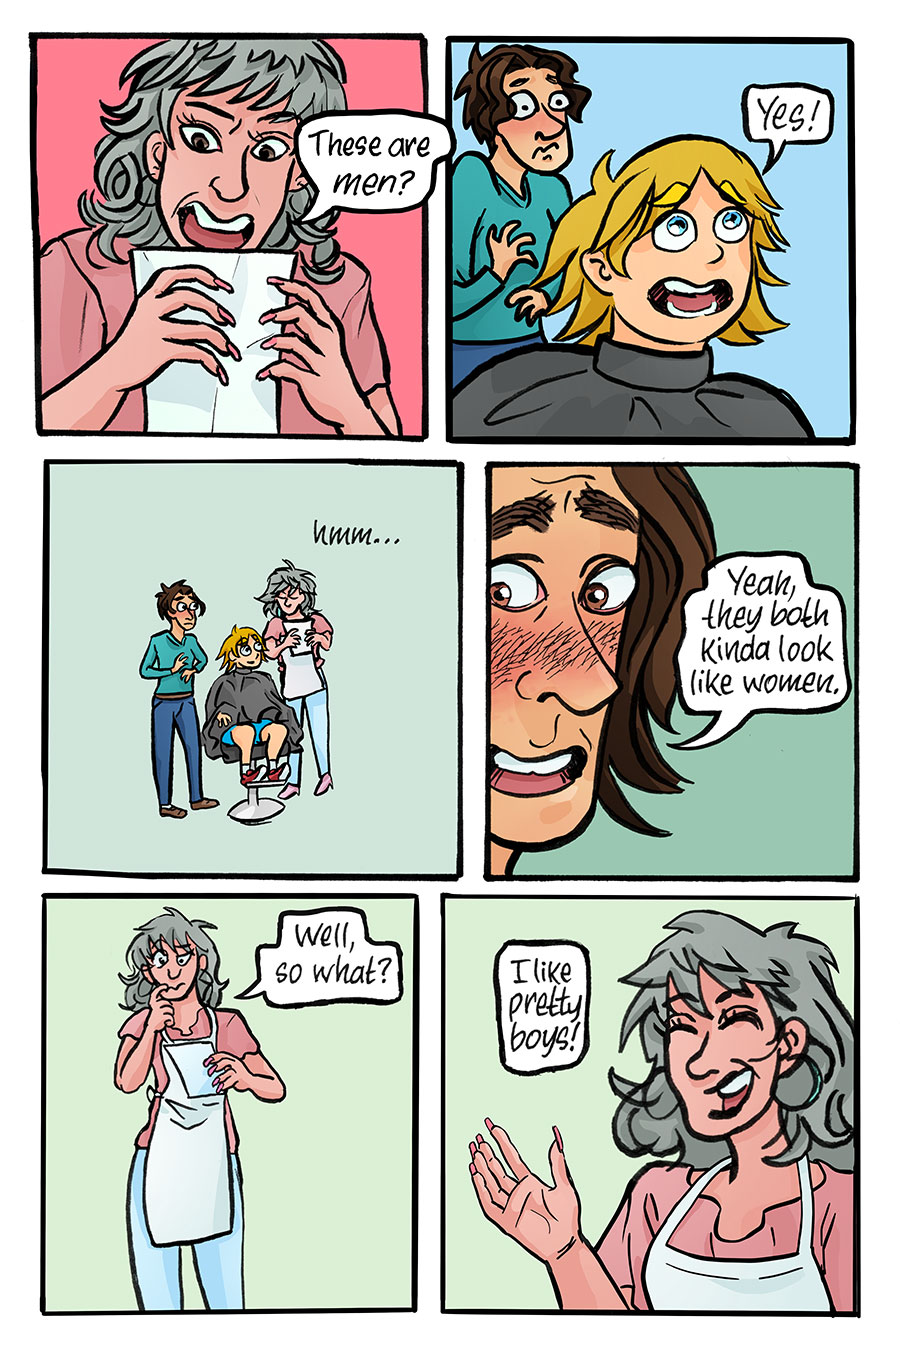 These are
men?
Yes!
hmm...
Yeah,
they both
kinda look
like women.
Well,
so what?
I like
pretty
boys!